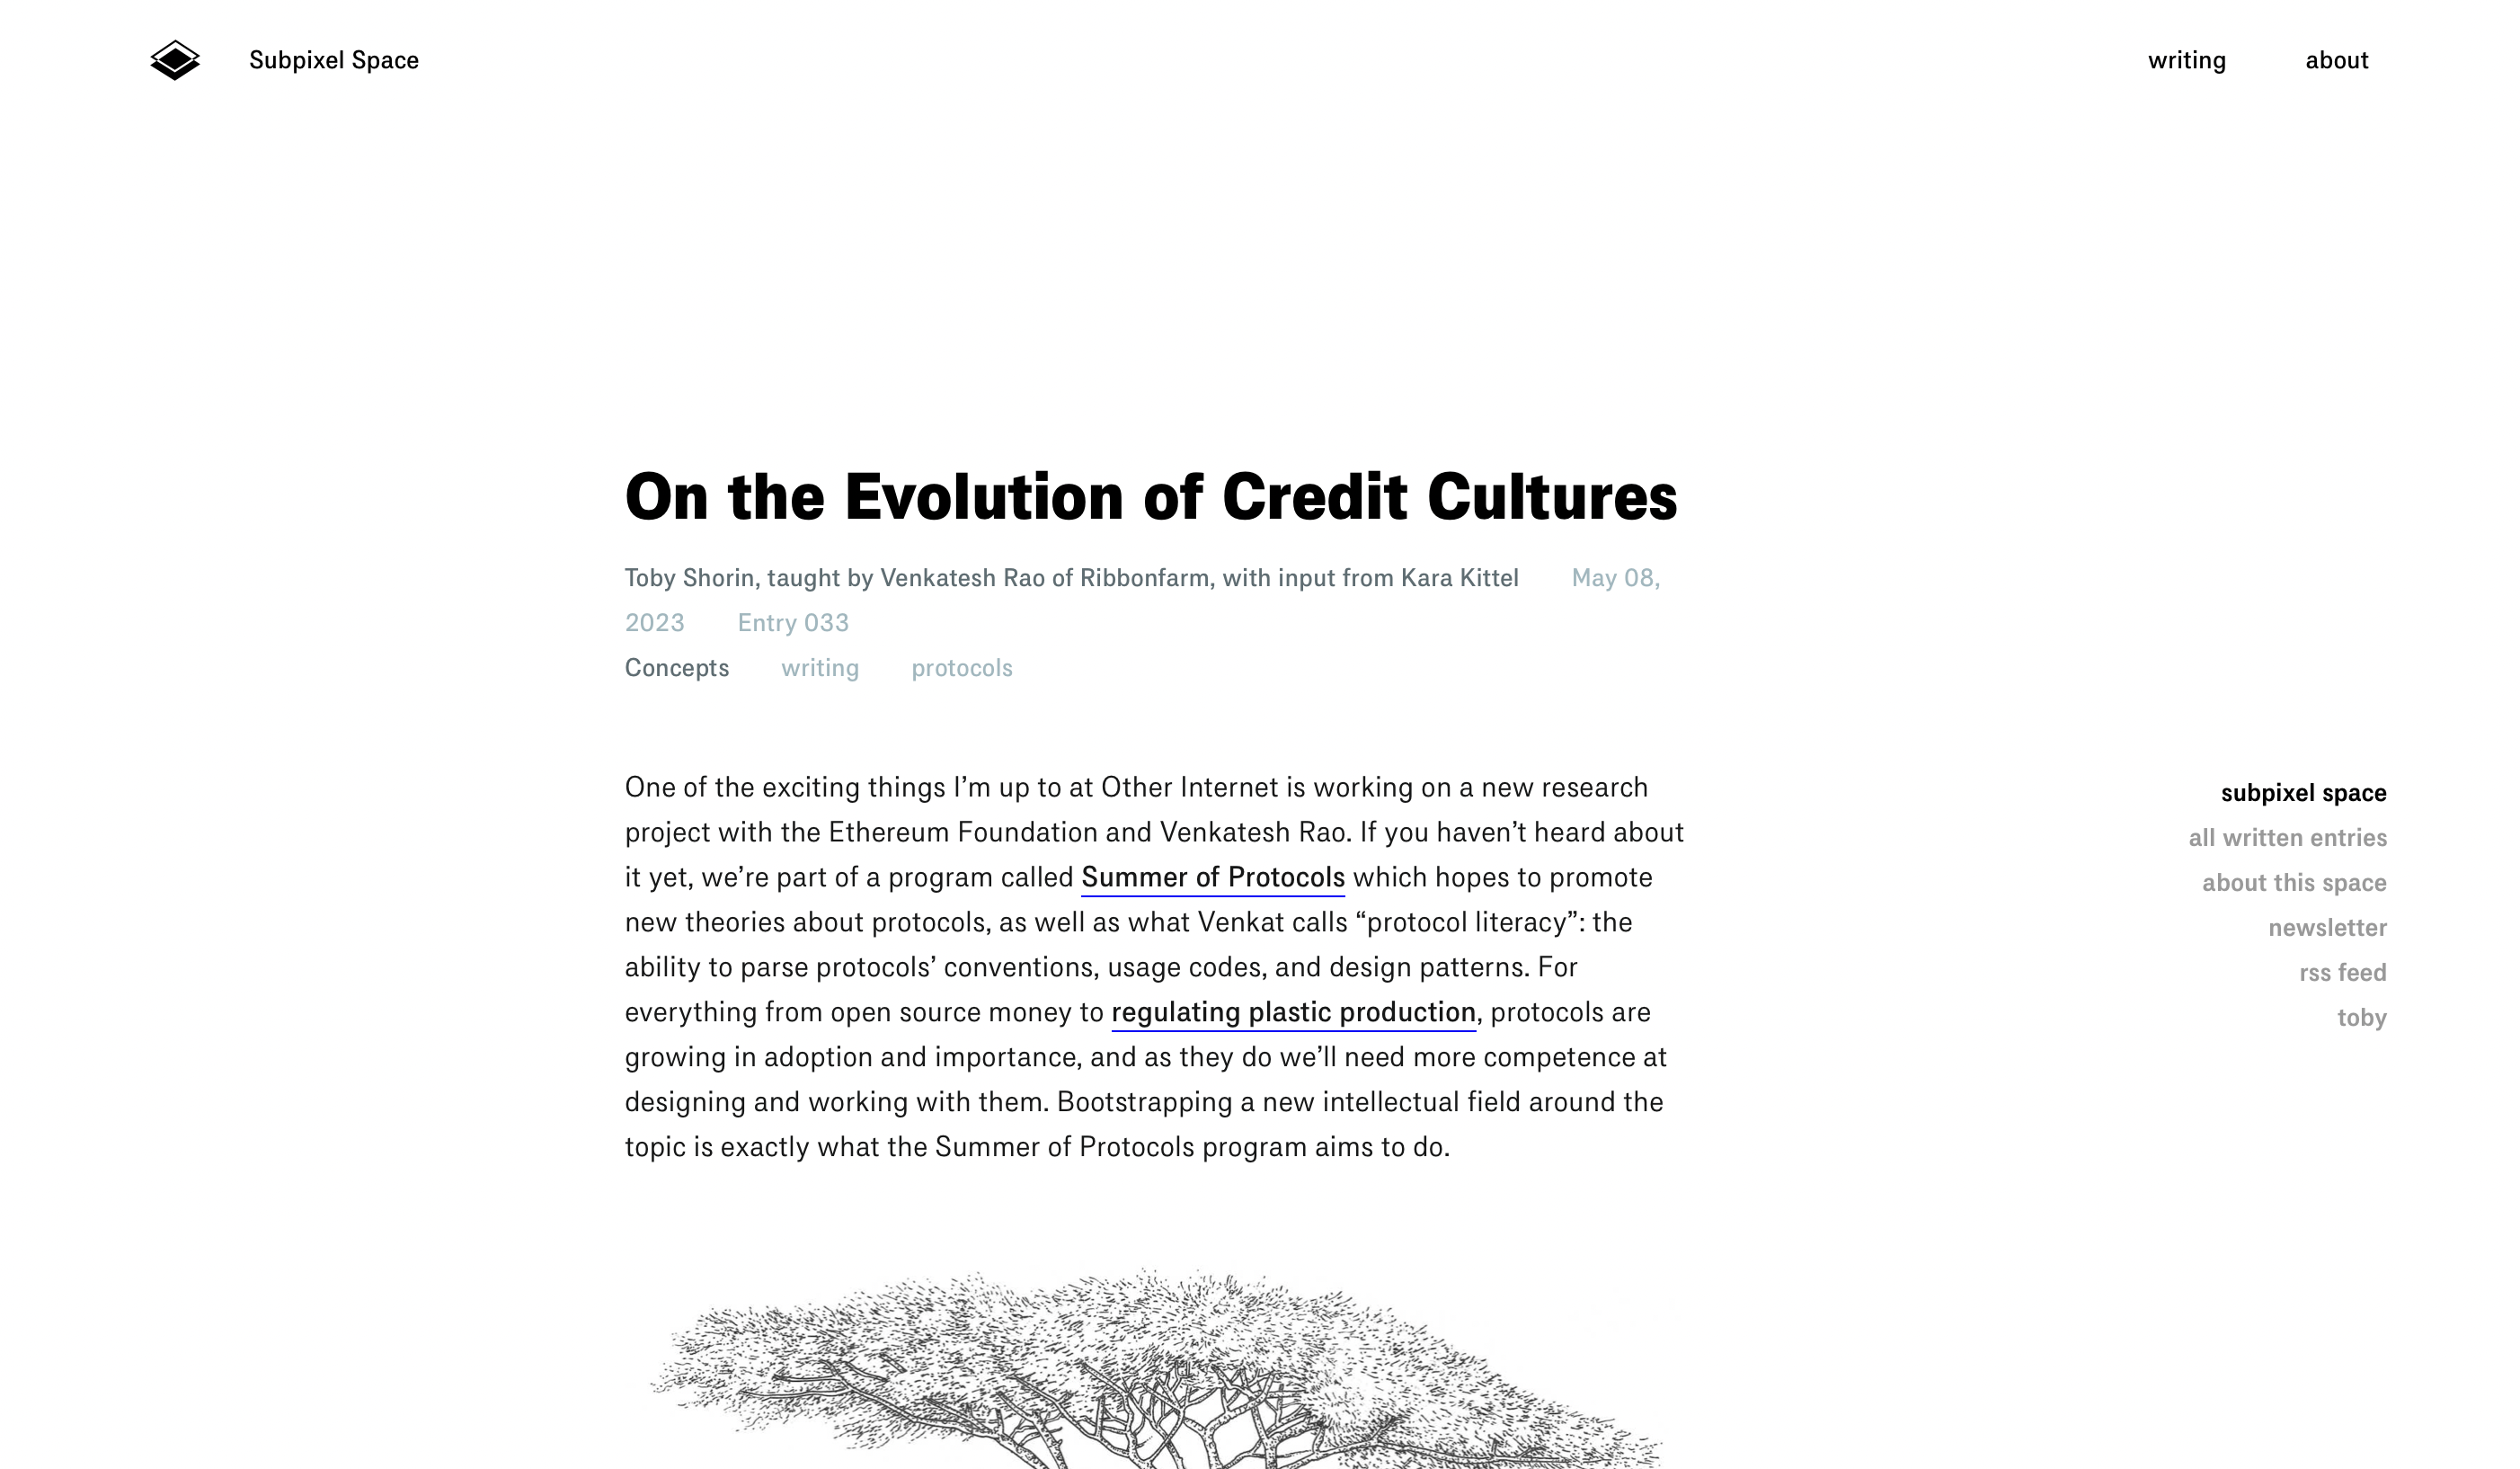 Subpixel Space
writing
about
On the Evolution of Credit Cultures
Toby Shorin, taught by Venkatesh Rao of Ribbonfarm, with input from Kara Kittel May 08,
2023 Entry 033
Concepts writing protocols
One of the exciting things I’m up to at Other Internet is working on a new research
project with the Ethereum Foundation and Venkatesh Rao. If you haven’t heard about
it yet, we’re part of a program called Summer of Protocols which hopes to promote
new theories about protocols, as well as what Venkat calls “protocol literacy”: the
ability to parse protocols’ conventions, usage codes, and design patterns. For
everything from open source money to regulating plastic production, protocols are
growing in adoption and importance, and as they do we’ll need more competence at
designing and working with them. Bootstrapping a new intellectual field around the
topic is exactly what the Summer of Protocols program aims to do.
subpixel space
all written entries
about this space
newsletter
rss feed
toby